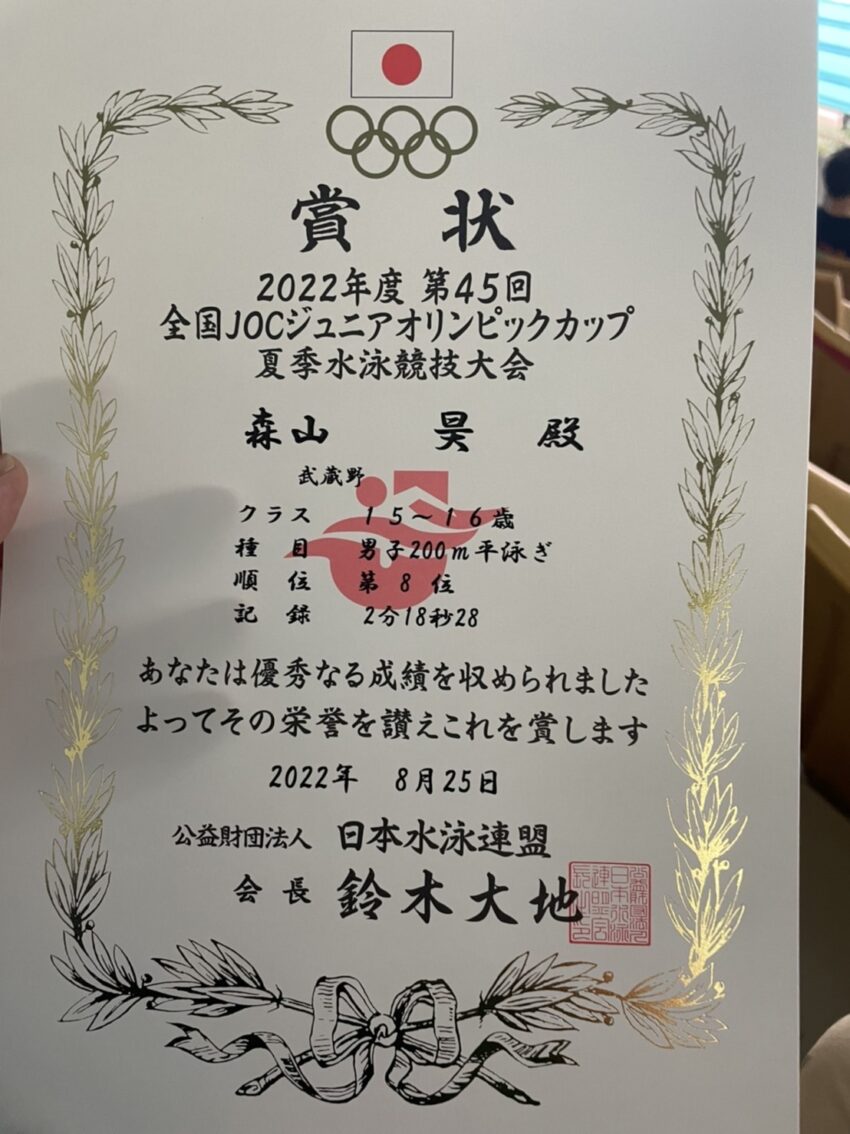 賞状
2022年度 第45回
全国JOCジュニアオリンピックカップ
夏季水泳競技大会
森山 昊 殿
武蔵野
クラス 15～16歳
種目 男子200m平泳ぎ
順位 第8位
記録 2分18秒28
あなたは優秀なる成績を収められました
よってその栄誉を讃えこれを賞します
2022年 8月25日
公益財団法人 日本水泳連盟
会長 鈴木大地